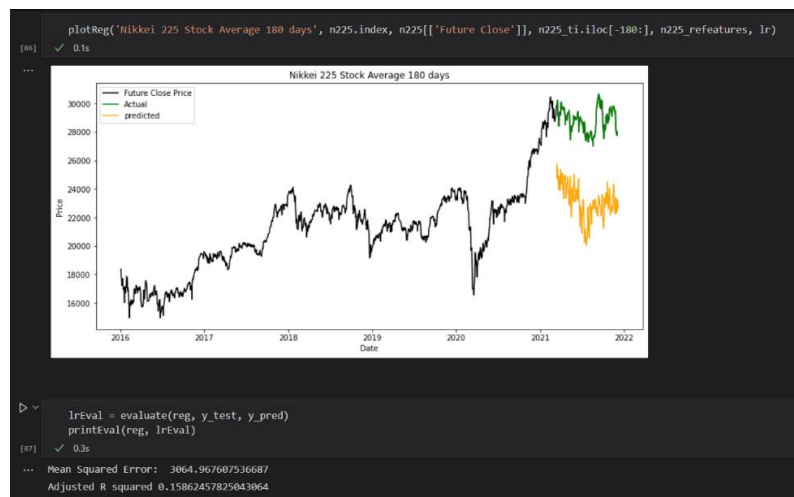 plotReg('Nikkei 225 Stock Average 180 days', n225.index, n225[['Future Close']], n225_ti.iloc[-180:], n225_refeatures, lr)
[86] ✓ 0.1s
...
Nikkei 225 Stock Average 180 days
Future Close Price
Actual
predicted
30000
28000
26000
24000
22000
20000
18000
16000
Price
2016 2017 2018 2019 2020 2021 2022
Date
lrEval = evaluate(reg, y_test, y_pred)
printEval(reg, lrEval)
[87] ✓ 0.3s
... Mean Squared Error:  3064.967607536687
Adjusted R squared 0.15862457825043064